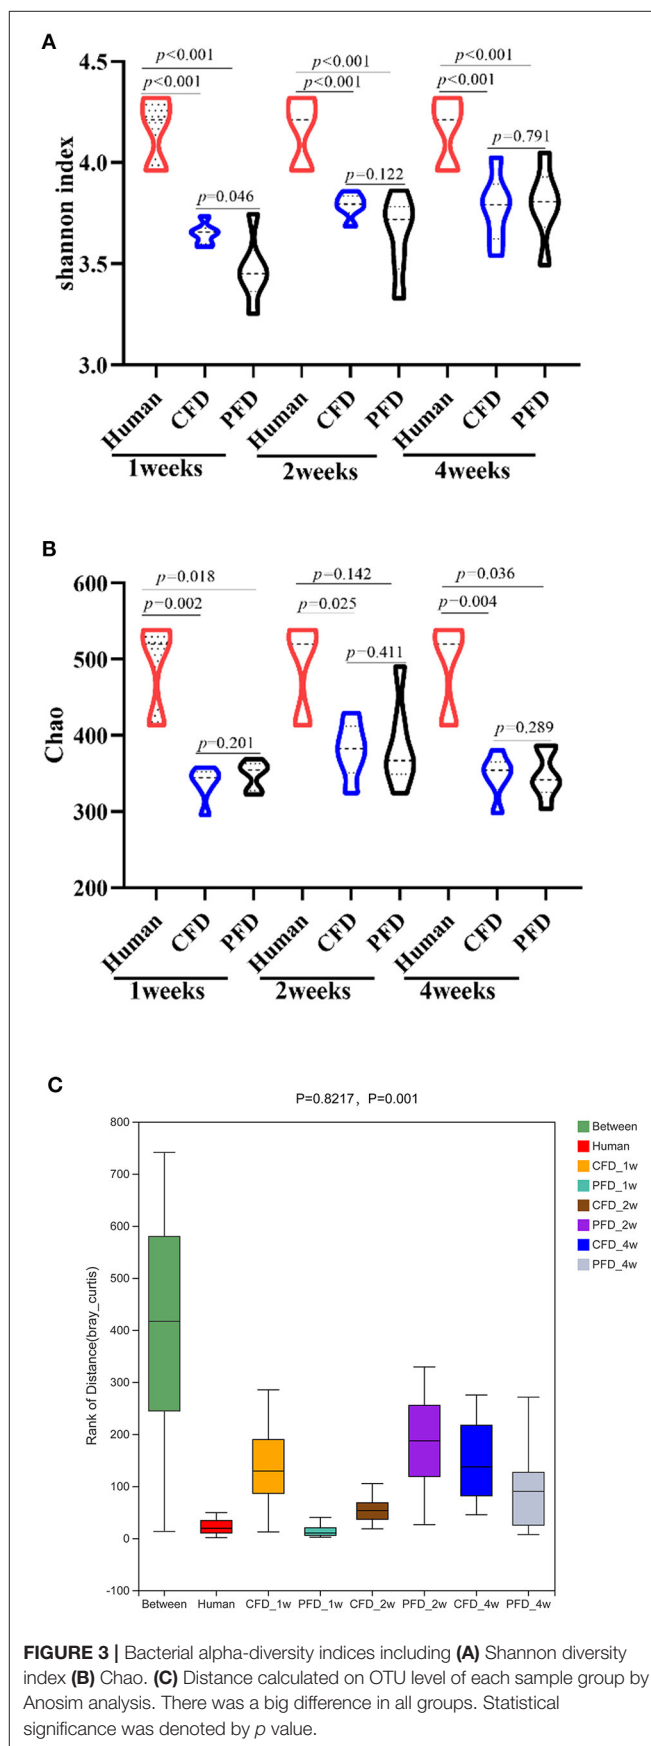 A
p<0.001 p<0.001 p<0.001
p<0.001 p<0.001 p<0.001
p=0.791
p=0.122
p=0.046
shannon index
4.5
4.0
3.5
3.0
Human CFD PFD Human CFD PFD Human CFD PFD
1weeks 2weeks 4weeks
B
p=0.018 p=0.142 p=0.036
p=0.002 p=0.025 p=0.004
p=0.411
p=0.289
p=0.201
Chao
600
500
400
300
200
Human CFD PFD Human CFD PFD Human CFD PFD
1weeks 2weeks 4weeks
C
P=0.8217, P=0.001
Rank of Distance(bray_curtis)
800
700
600
500
400
300
200
100
0
-100
Between Human CFD_1w PFD_1w CFD_2w PFD_2w CFD_4w PFD_4w
Between
Human
CFD_1w
PFD_1w
CFD_2w
PFD_2w
CFD_4w
PFD_4w
FIGURE 3 | Bacterial alpha-diversity indices including (A) Shannon diversity
index (B) Chao. (C) Distance calculated on OTU level of each sample group by
Anosim analysis. There was a big difference in all groups. Statistical
significance was denoted by p value.